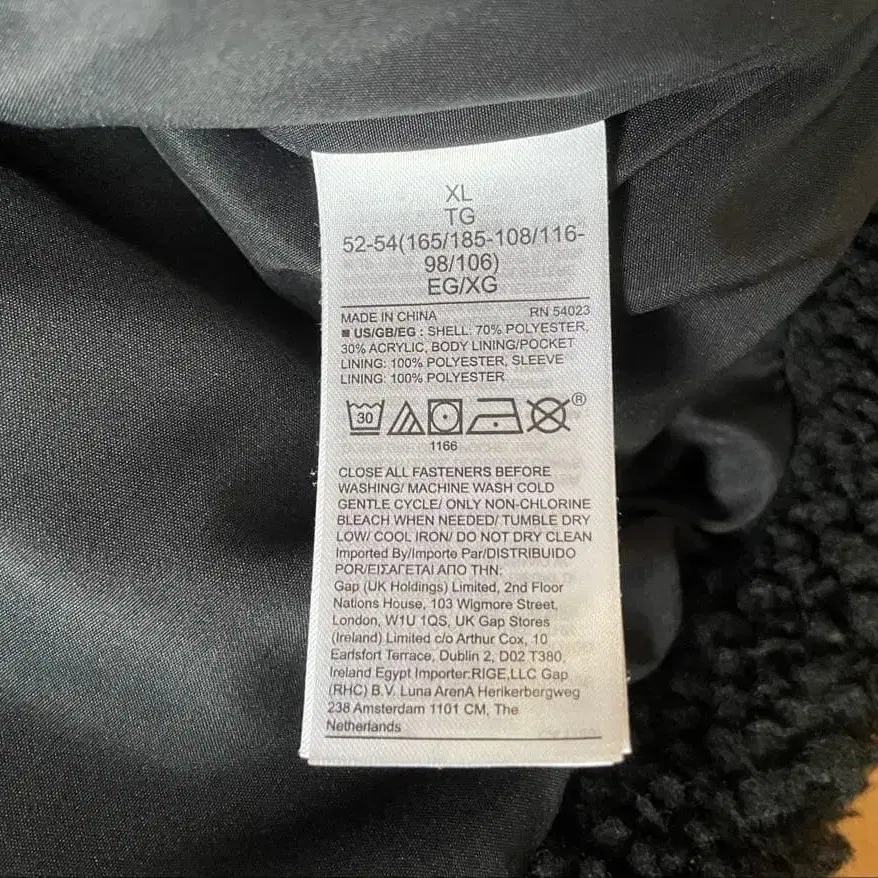 XL
TG
52-54(165/185-108/116-
98/106)
EG/XG
MADE IN CHINA RN 54023
■ US/GB/EG : SHELL: 70% POLYESTER,
30% ACRYLIC, BODY LINING/POCKET
LINING: 100% POLYESTER, SLEEVE
LINING: 100% POLYESTER
30 ®
1166
CLOSE ALL FASTENERS BEFORE
WASHING/ MACHINE WASH COLD
GENTLE CYCLE/ ONLY NON-CHLORINE
BLEACH WHEN NEEDED/ TUMBLE DRY
LOW/ COOL IRON/ DO NOT DRY CLEAN
Imported By/Importe Par/DISTRIBUIDO
POR/ΕΙΣΑΓΕΤΑΙ ΑΠΟ ΤΗΝ:
Gap (UK Holdings) Limited, 2nd Floor
Nations House, 103 Wigmore Street,
London, W1U 1QS, UK Gap Stores
(Ireland) Limited c/o Arthur Cox, 10
Earlsfort Terrace, Dublin 2, D02 T380,
Ireland Egypt Importer:RIGE,LLC Gap
(RHC) B.V. Luna ArenA Herikerbergweg
238 Amsterdam 1101 CM, The
Netherlands